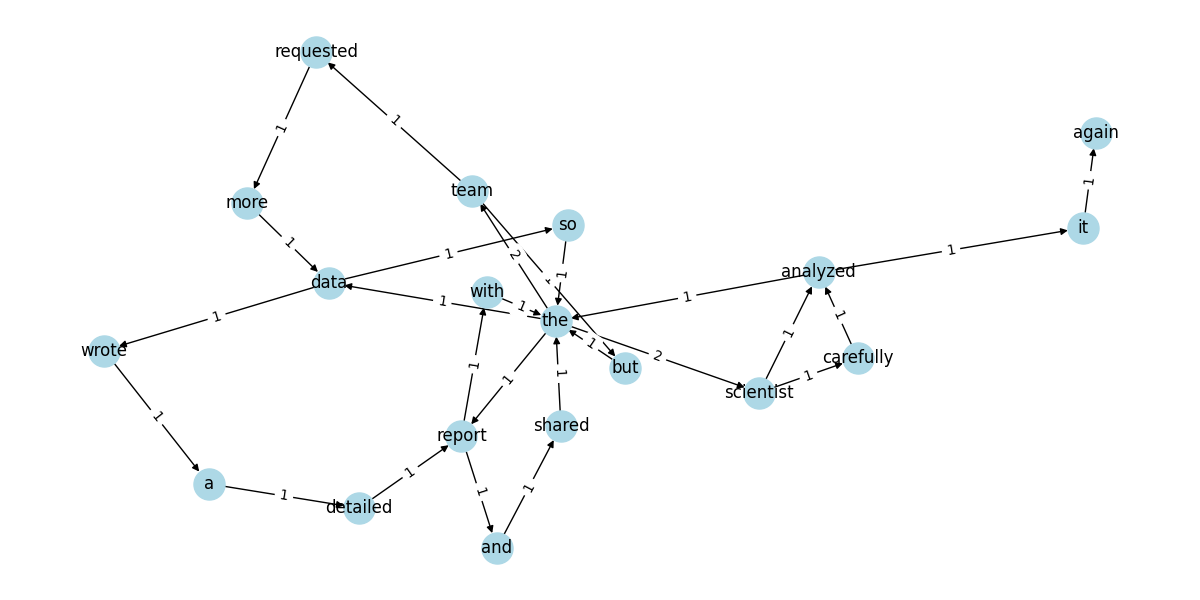 requested
1
1
again
1
more
team
so
it
1
1
2
1
1
1
analyzed
data
with
1
1
1
1
the
1
1
1
1
wrote
2
carefully
but
1
1
1
scientist
1
1
shared
report
1
1
1
1
a
1
detailed
and